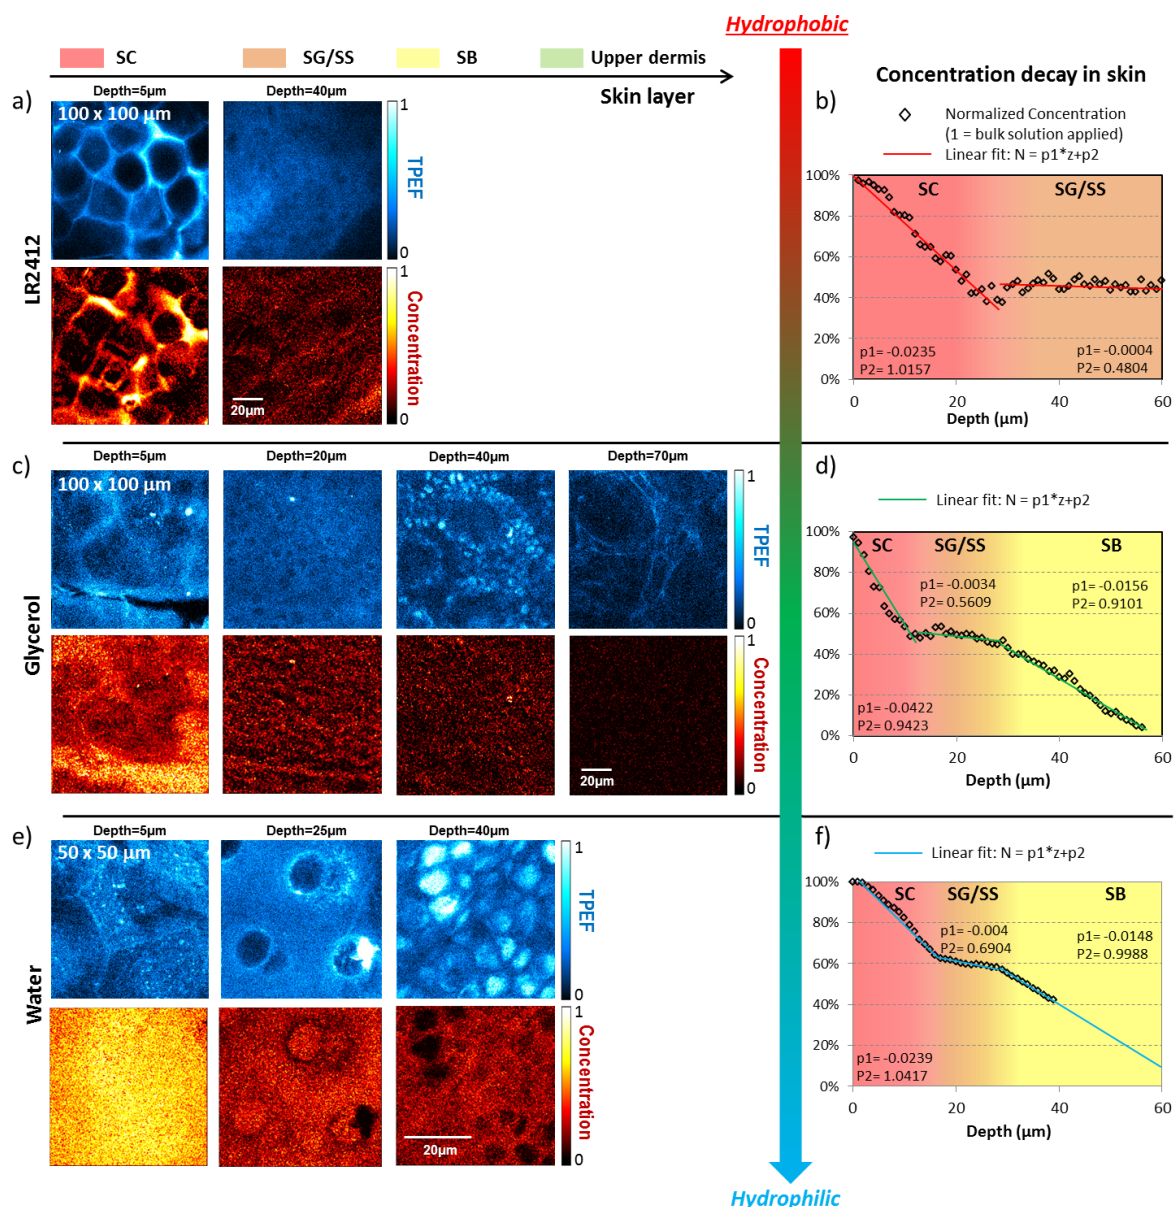 Hydrophobic
SC SG/SS SB Upper dermis
Skin layer
Concentration decay in skin
a)
Depth=5µm Depth=40µm
100 x 100 µm
1
TPEF
0
LR2412
1
Concentration
0
20µm
b)
Normalized Concentration
(1 = bulk solution applied)
Linear fit: N = p1*z+p2
100%
80%
60%
40%
20%
0%
SC SG/SS
p1= -0.0235
P2= 1.0157
p1= -0.0004
P2= 0.4804
0 20 40 60
Depth (µm)
c)
Depth=5µm Depth=20µm Depth=40µm Depth=70µm
100 x 100 µm
1
TPEF
0
Glycerol
1
Concentration
0
20µm
d)
Linear fit: N = p1*z+p2
100%
80%
60%
40%
20%
0%
SC SG/SS SB
p1= -0.0034
P2= 0.5609
p1= -0.0156
P2= 0.9101
p1= -0.0422
P2= 0.9423
0 20 40 60
Depth (µm)
e)
Depth=5µm Depth=25µm Depth=40µm
50 x 50 µm
1
TPEF
0
Water
1
Concentration
0
20µm
f)
Linear fit: N = p1*z+p2
100%
80%
60%
40%
20%
0%
SC SG/SS SB
p1= -0.004
P2= 0.6904
p1= -0.0148
P2= 0.9988
p1= -0.0239
P2= 1.0417
0 20 40 60
Depth (µm)
Hydrophilic